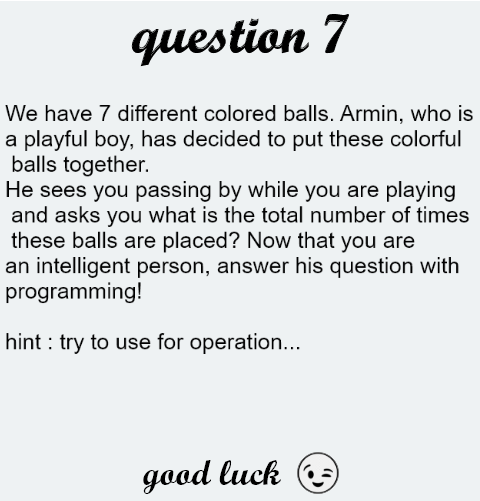 question 7
We have 7 different colored balls. Armin, who is
a playful boy, has decided to put these colorful
balls together.
He sees you passing by while you are playing
and asks you what is the total number of times
these balls are placed? Now that you are
an intelligent person, answer his question with
programming!
hint : try to use for operation...
good luck